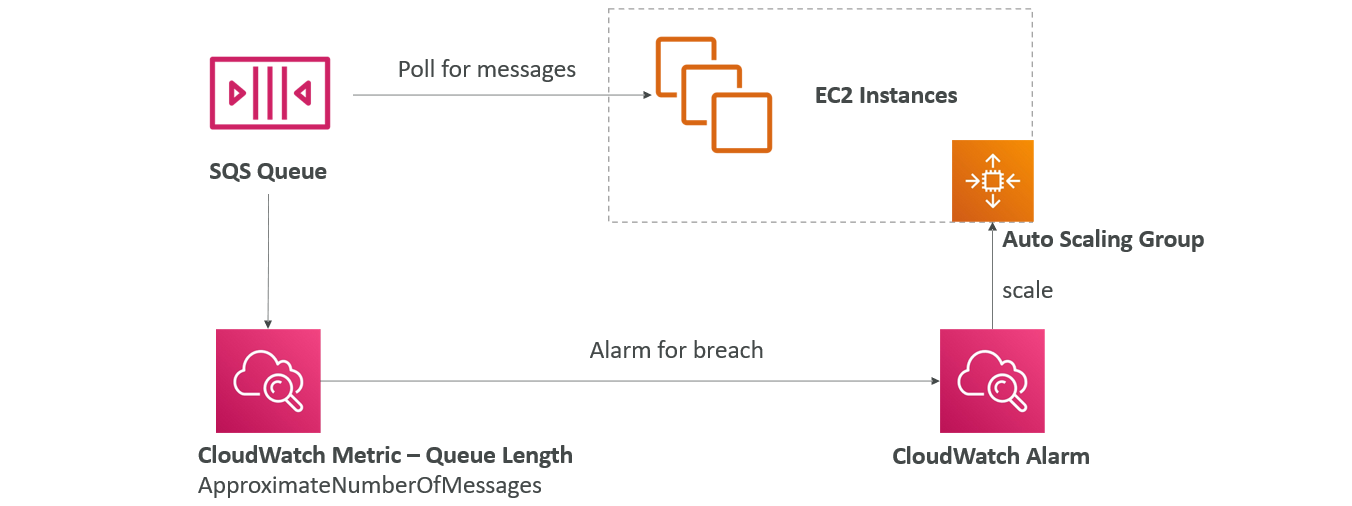 Poll for messages
EC2 Instances
SQS Queue
Auto Scaling Group
scale
Alarm for breach
CloudWatch Metric – Queue Length
ApproximateNumberOfMessages
CloudWatch Alarm